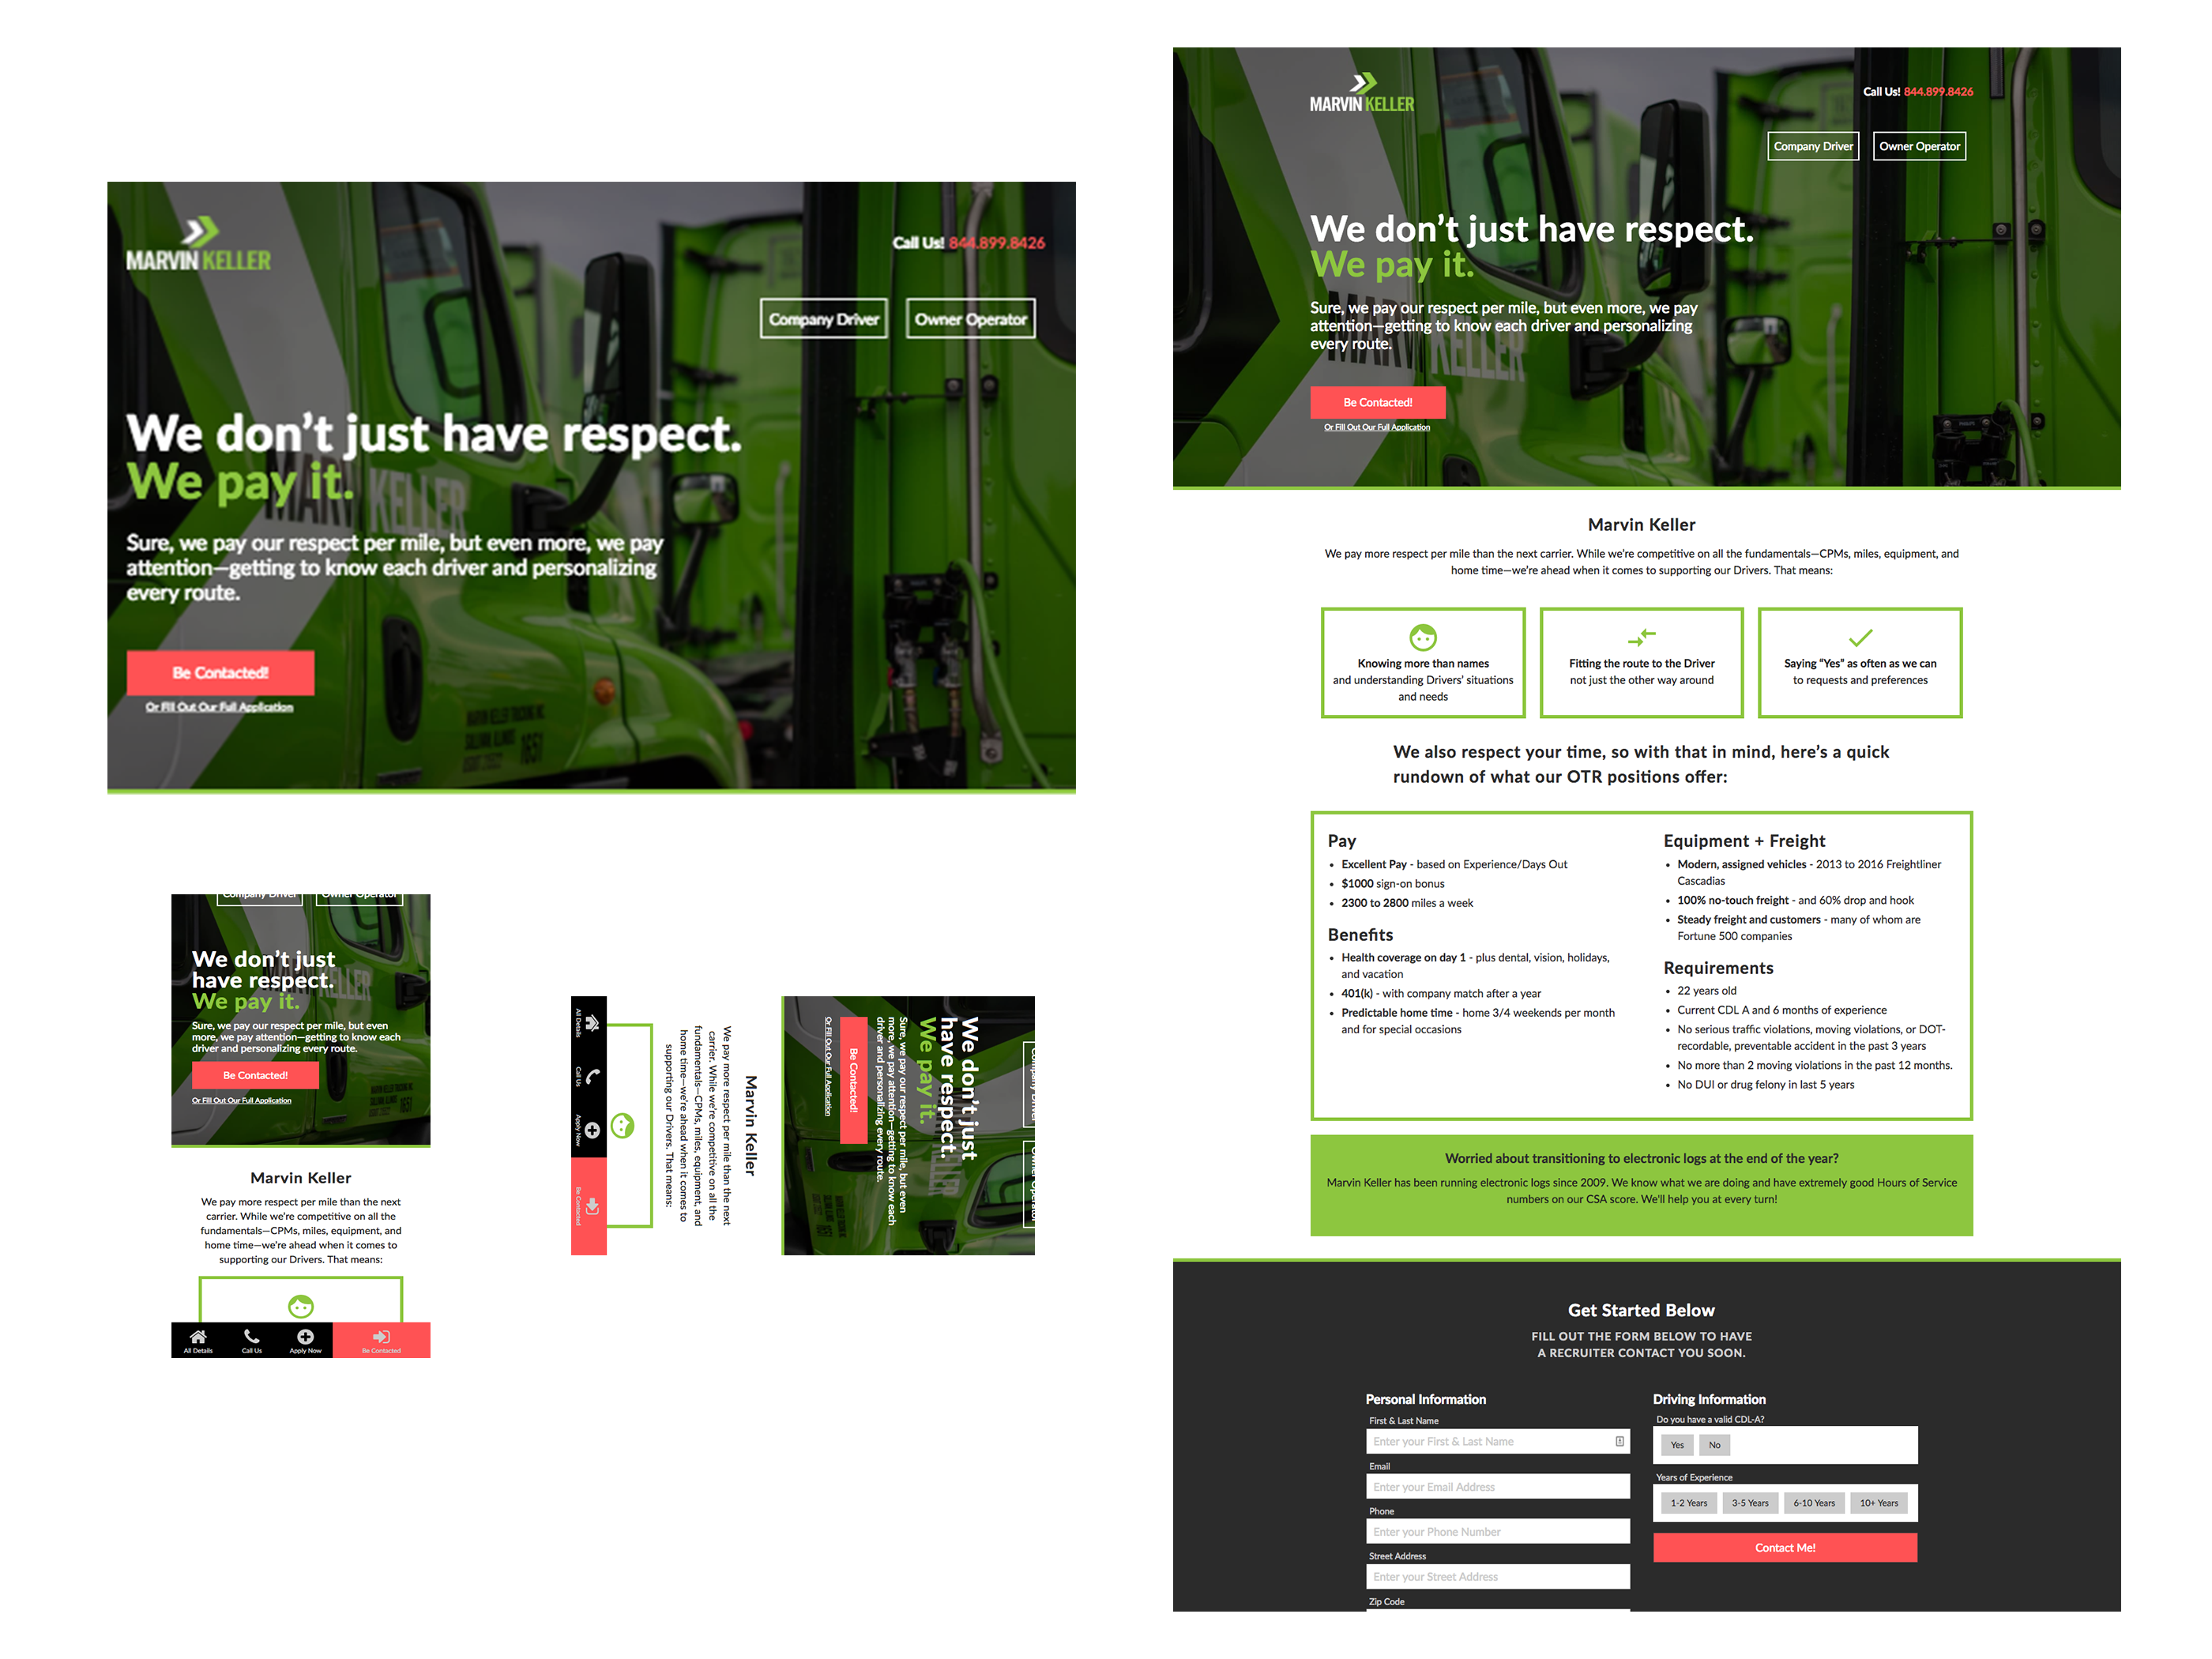 MARVIN KELLER
Call Us! 844.899.8426
Company Driver
Owner Operator
We don't just have respect.
We pay it.
KELLER
Sure, we pay our respect per mile, but even more, we pay
attention—getting to know each driver and personalizing
every route.
Be Contacted!
Or Fill Out Our Full Application
MARVIN KELLER TRUCKING INC.
SULLIVAN, ILLINOIS
1651
Company Driver
Owner Operator
We don't just
have respect.
We pay it.
KELLER
Sure, we pay our respect per mile, but even
more, we pay attention—getting to know each
driver and personalizing every route.
Be Contacted!
Or Fill Out Our Full Application
1651
Marvin Keller
We pay more respect per mile than the next
carrier. While we're competitive on all the
fundamentals—CPMs, miles, equipment, and
home time—we're ahead when it comes to
supporting our Drivers. That means:
All Details
Call Us
Apply Now
Be Contacted
Company Driver
Owner Operator
We don't just
have respect.
We pay it.
KELLER
Sure, we pay our respect per mile, but even
more, we pay attention—getting to know each
driver and personalizing every route.
Be Contacted!
Or Fill Out Our Full Application
Marvin Keller
We pay more respect per mile than the next
carrier. While we're competitive on all the
fundamentals—CPMs, miles, equipment, and
home time—we're ahead when it comes to
supporting our Drivers. That means:
All Details
Call Us
Apply Now
Be Contacted
MARVIN KELLER
Call Us! 844.899.8426
Company Driver
Owner Operator
We don't just have respect.
We pay it.
MARVIN KELLER
Sure, we pay our respect per mile, but even more, we pay
attention—getting to know each driver and personalizing
every route.
Be Contacted!
Or Fill Out Our Full Application
Marvin Keller
We pay more respect per mile than the next carrier. While we're competitive on all the fundamentals—CPMs, miles, equipment, and
home time—we're ahead when it comes to supporting our Drivers. That means:
Knowing more than names
and understanding Drivers' situations
and needs
Fitting the route to the Driver
not just the other way around
Saying "Yes" as often as we can
to requests and preferences
We also respect your time, so with that in mind, here's a quick
rundown of what our OTR positions offer:
Pay
• Excellent Pay - based on Experience/Days Out
• $1000 sign-on bonus
• 2300 to 2800 miles a week
Benefits
• Health coverage on day 1 - plus dental, vision, holidays,
and vacation
• 401(k) - with company match after a year
• Predictable home time - home 3/4 weekends per month
and for special occasions
Equipment + Freight
• Modern, assigned vehicles - 2013 to 2016 Freightliner
Cascadias
• 100% no-touch freight - and 60% drop and hook
• Steady freight and customers - many of whom are
Fortune 500 companies
Requirements
• 22 years old
• Current CDL A and 6 months of experience
• No serious traffic violations, moving violations, or DOT-
recordable, preventable accident in the past 3 years
• No more than 2 moving violations in the past 12 months.
• No DUI or drug felony in last 5 years
Worried about transitioning to electronic logs at the end of the year?
Marvin Keller has been running electronic logs since 2009. We know what we are doing and have extremely good Hours of Service
numbers on our CSA score. We'll help you at every turn!
Get Started Below
FILL OUT THE FORM BELOW TO HAVE
A RECRUITER CONTACT YOU SOON.
Personal Information
First & Last Name
Enter your First & Last Name
Email
Enter your Email Address
Phone
Enter your Phone Number
Street Address
Enter your Street Address
Zip Code
Driving Information
Do you have a valid CDL-A?
Yes
No
Years of Experience
1-2 Years
3-5 Years
6-10 Years
10+ Years
Contact Me!